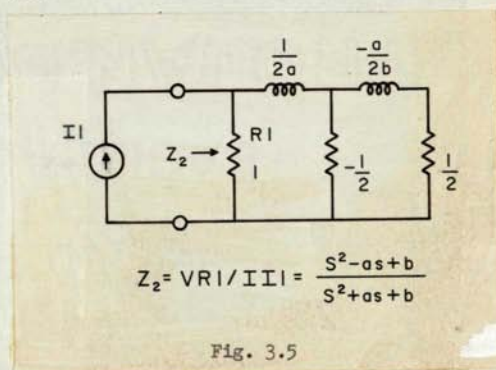 1/2a
-a/2b
I1
Z₂ →
R1
1
-1/2
1/2
Z₂ = VR1/II1 = S²-as+b / S²+as+b
Fig. 3.5